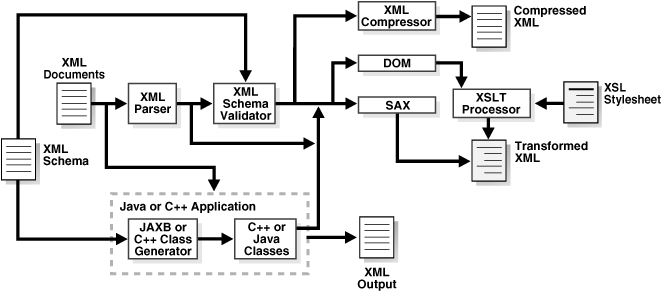 XML
Compressor
Compressed
XML
XML
Documents
DOM
XML
Parser
XML
Schema
Validator
XSL
Stylesheet
SAX
XSLT
Processor
XML
Schema
Transformed
XML
Java or C++ Application
JAXB or
C++ Class
Generator
C++ or
Java
Classes
XML
Output